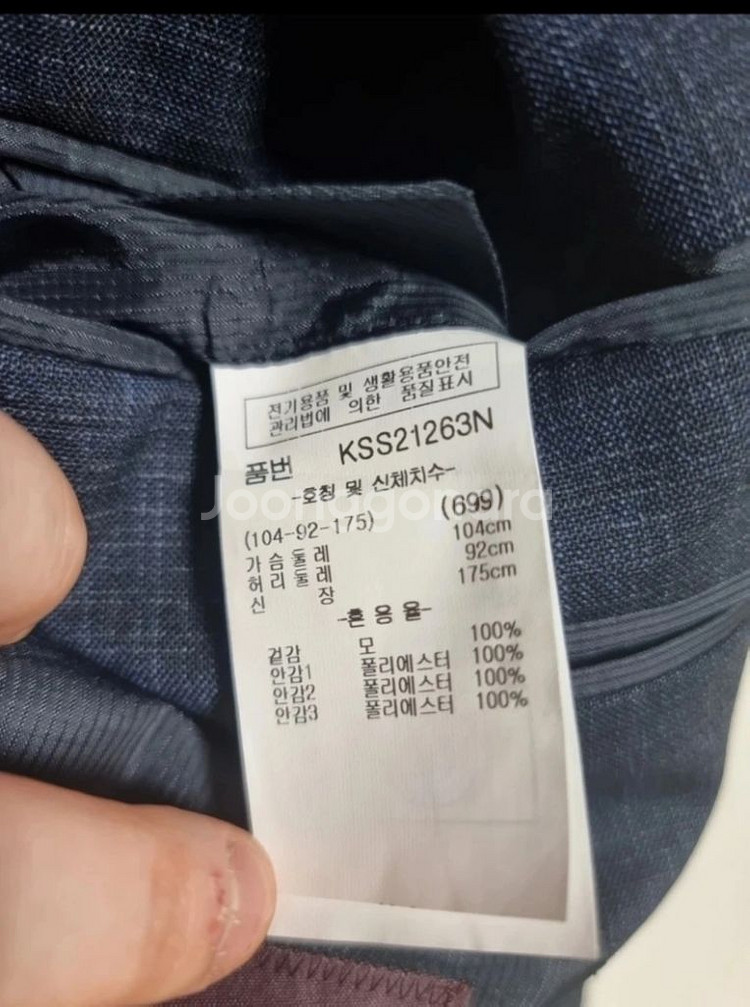 전기용품 및 생활용품안전
관리법에 의한 품질표시
품번 KSS21263N
-호칭 및 신체치수-
(104-92-175) (699)
가슴둘레 104cm
허리둘레 92cm
신 장 175cm
-혼용율-
겉감 모 100%
안감1 폴리에스터 100%
안감2 폴리에스터 100%
안감3 폴리에스터 100%
Joonggonara